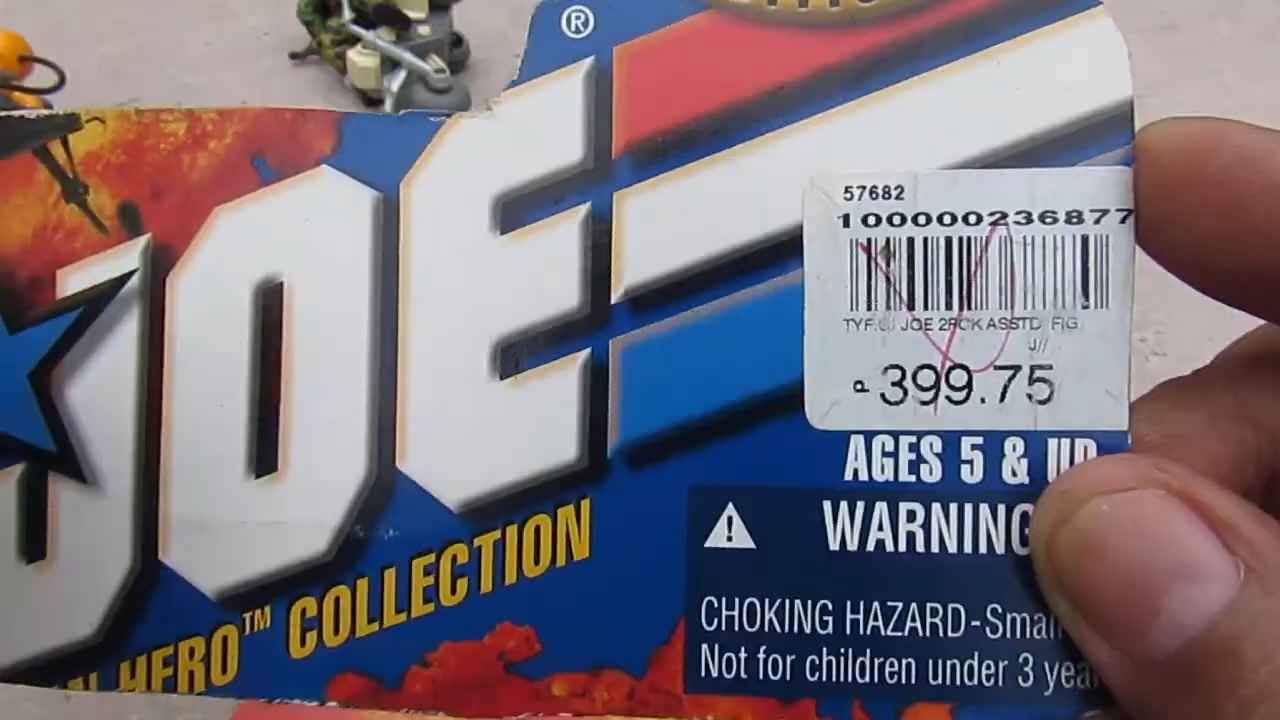 ®
JOE
HERO™ COLLECTION
57682
100000236877
JOE 2PCK ASSTD FIG
J//
P 399.75
AGES 5 & UP
WARNING
CHOKING HAZARD-Small
Not for children under 3